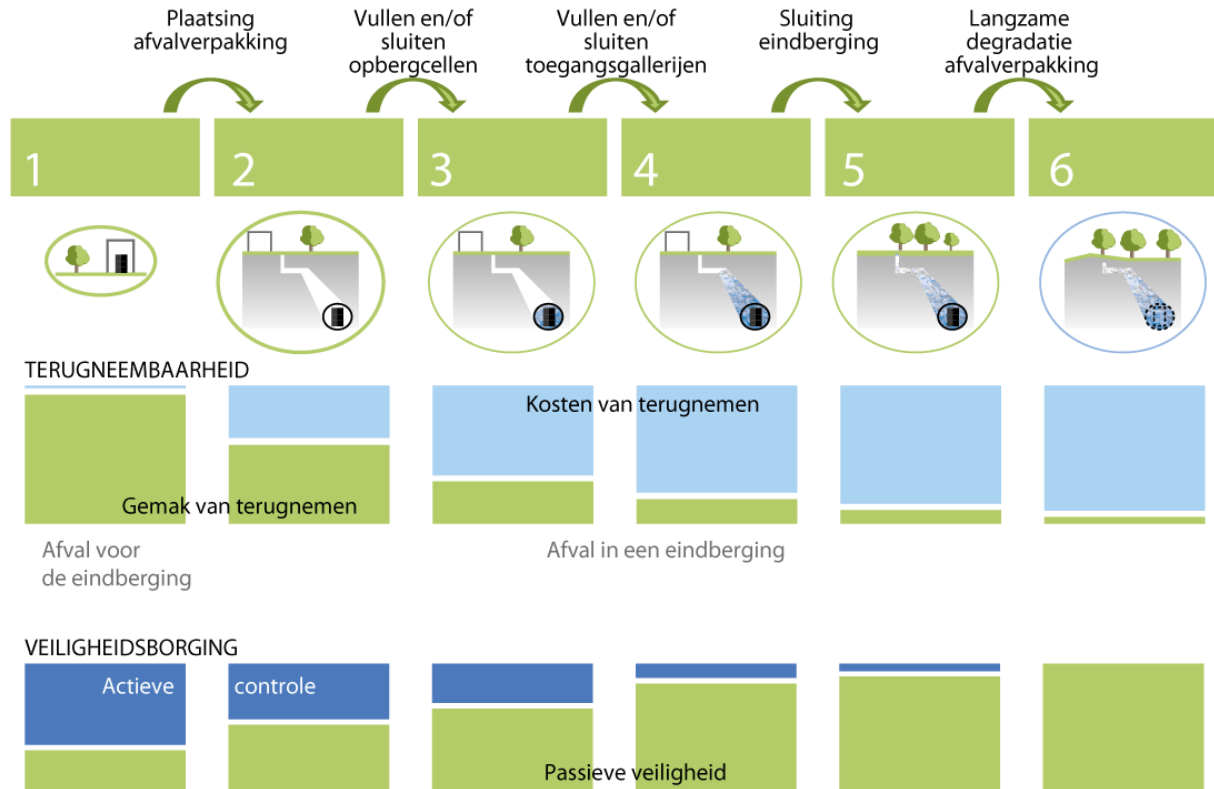 Plaatsing
afvalverpakking
Vullen en/of
sluiten
opbergcellen
Vullen en/of
sluiten
toegangsgallerijen
Sluiting
eindberging
Langzame
degradatie
afvalverpakking
1
2
3
4
5
6
TERUGNEEMBAARHEID
Kosten van terugnemen
Gemak van terugnemen
Afval voor
de eindberging
Afval in een eindberging
VEILIGHEIDSBORGING
Actieve controle
Passieve veiligheid